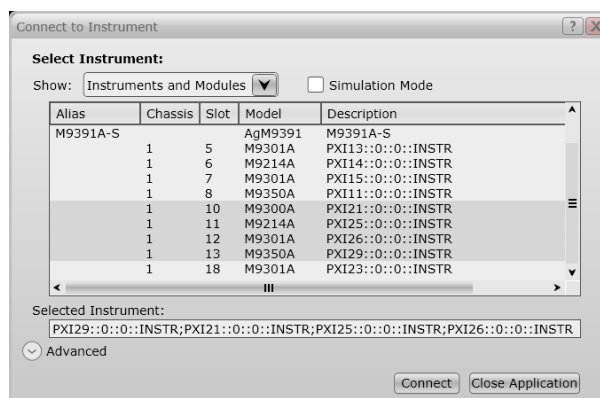 Connect to Instrument
Select Instrument:
Show: Instruments and Modules Simulation Mode
Alias Chassis Slot Model Description
M9391A-S AgM9391 M9391A-S
1 5 M9301A PXI13::0::0::INSTR
1 6 M9214A PXI14::0::0::INSTR
1 7 M9301A PXI15::0::0::INSTR
1 8 M9350A PXI11::0::0::INSTR
1 10 M9300A PXI21::0::0::INSTR
1 11 M9214A PXI25::0::0::INSTR
1 12 M9301A PXI26::0::0::INSTR
1 13 M9350A PXI29::0::0::INSTR
1 18 M9301A PXI23::0::0::INSTR
Selected Instrument:
PXI29::0::0::INSTR;PXI21::0::0::INSTR;PXI25::0::0::INSTR;PXI26::0::0::INSTR
Advanced
Connect Close Application